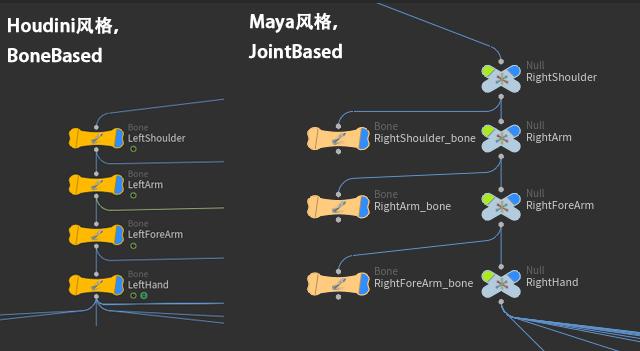 Houdini风格,
BoneBased
Bone
LeftShoulder
Bone
LeftArm
Bone
LeftForeArm
Bone
LeftHand
Maya风格,
JointBased
Null
RightShoulder
Bone
RightShoulder_bone
Null
RightArm
Bone
RightArm_bone
Null
RightForeArm
Bone
RightForeArm_bone
Null
RightHand